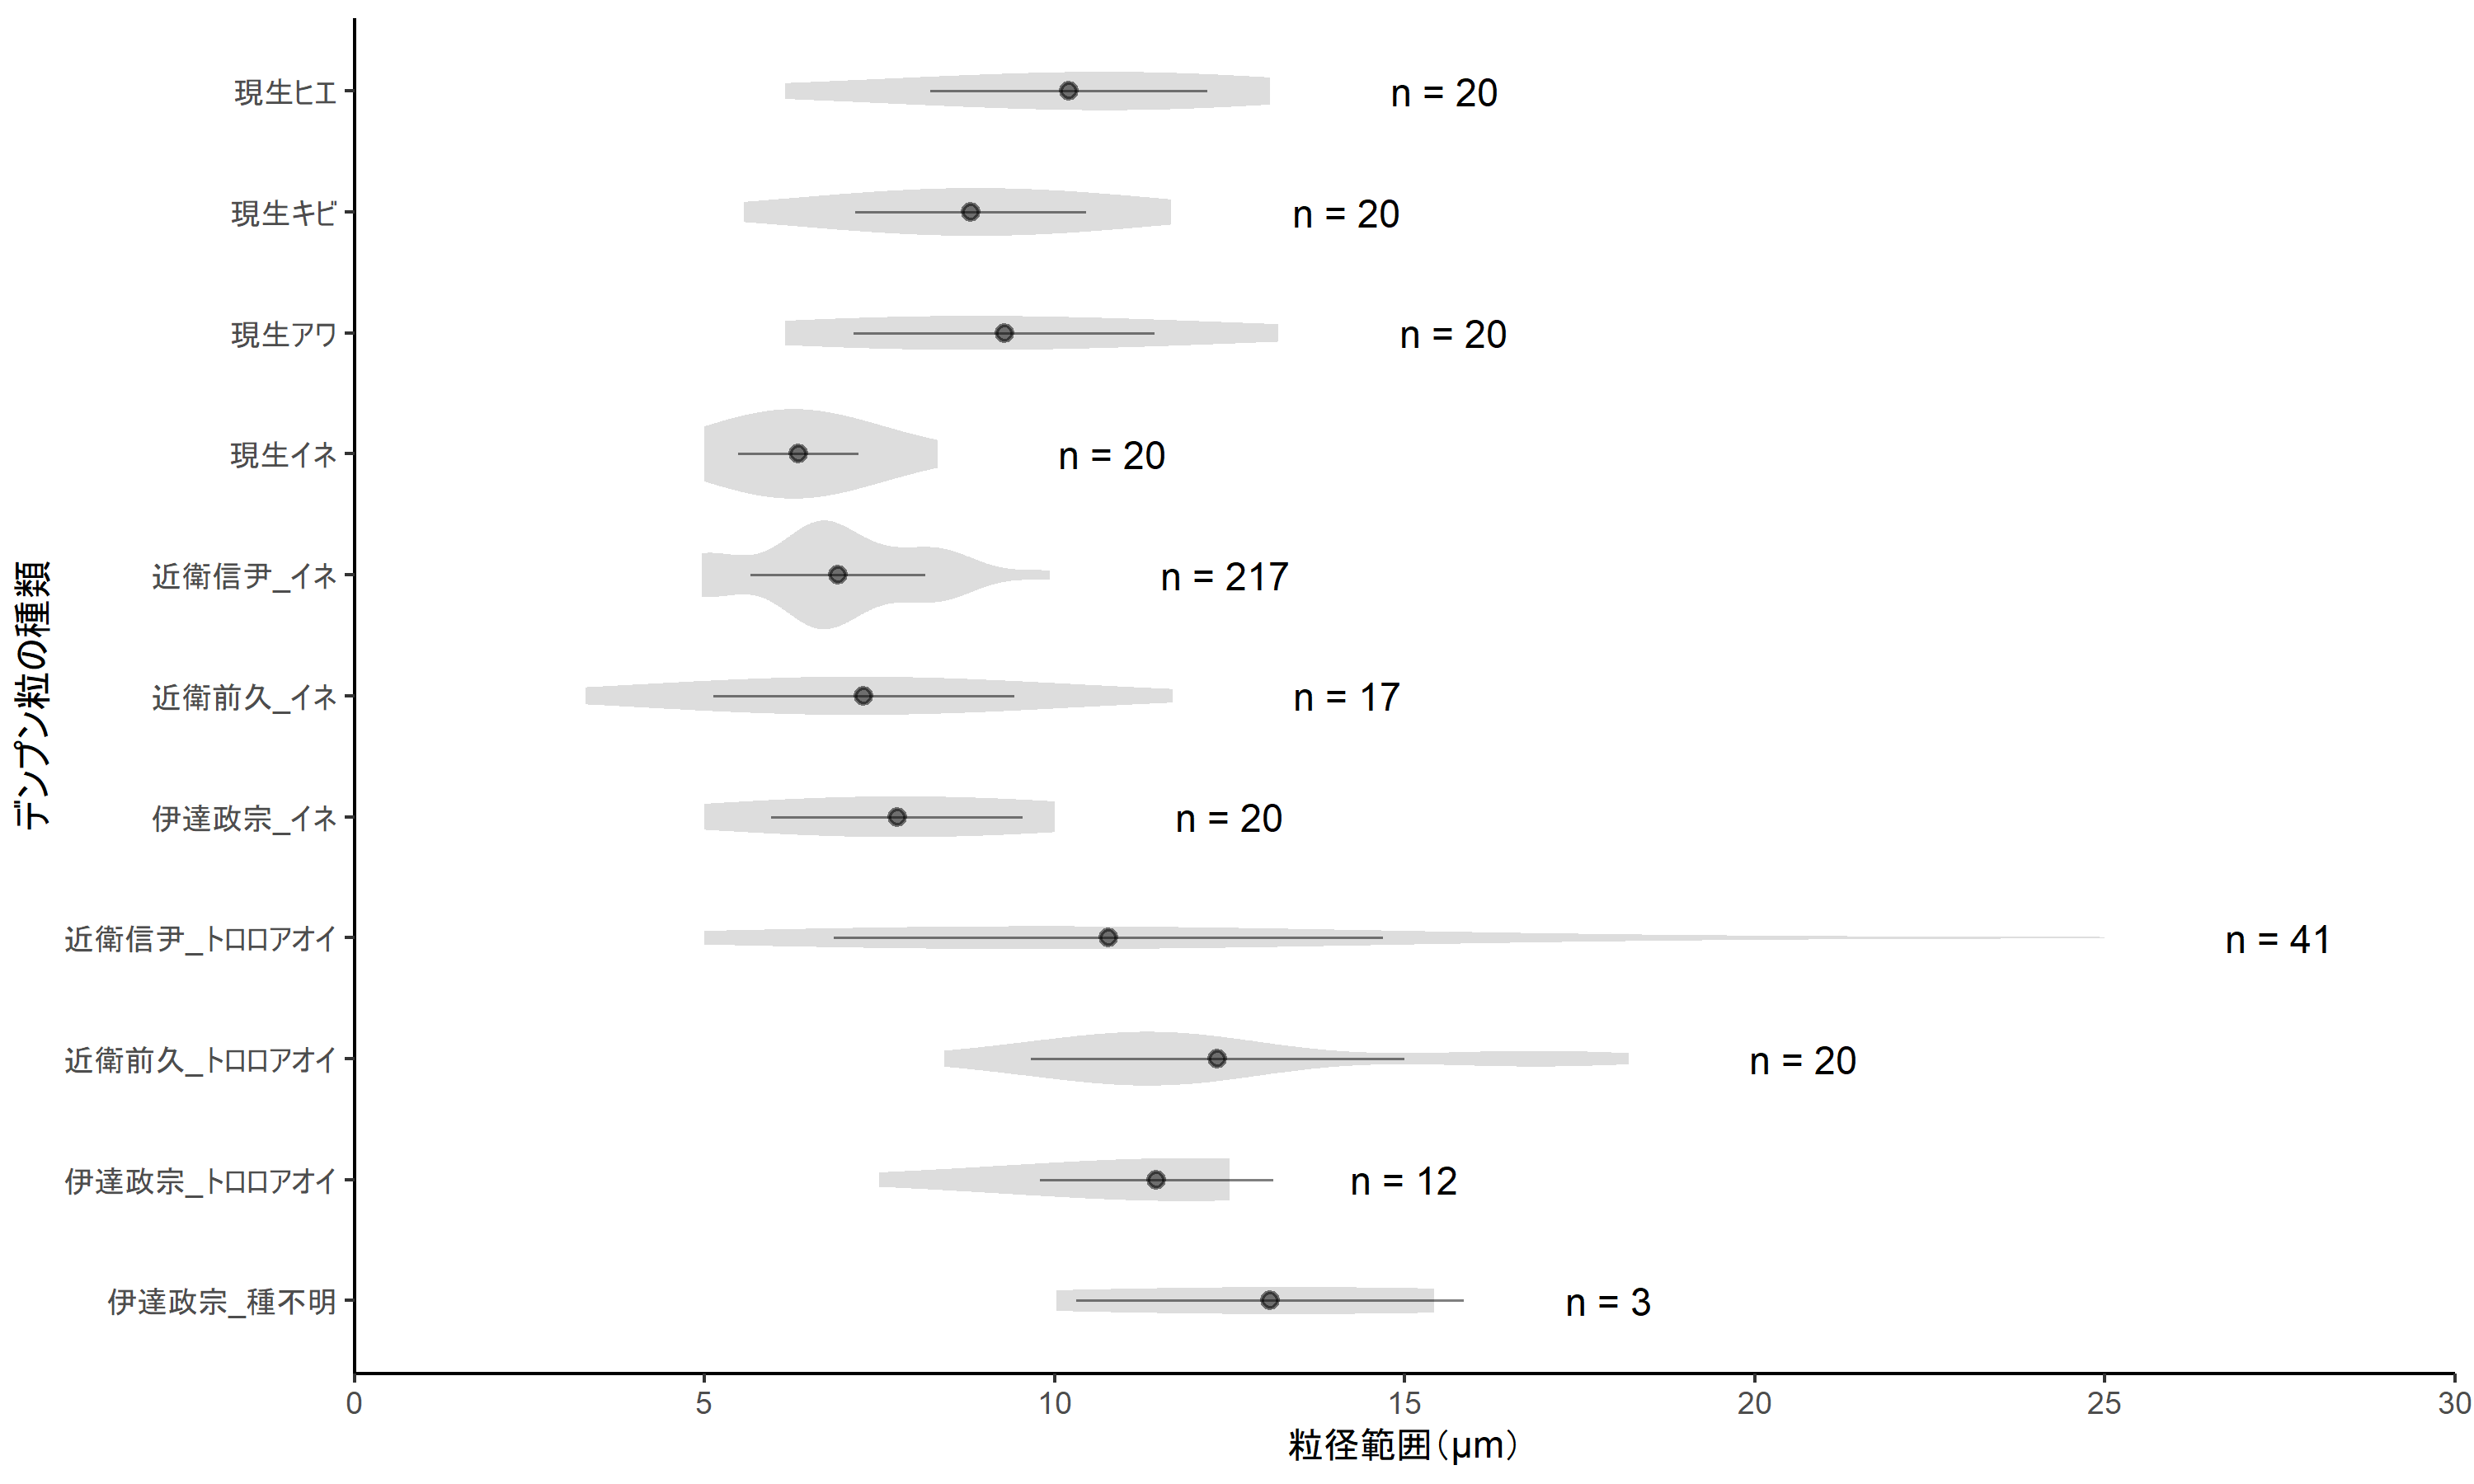 現生ヒエ
n = 20
現生キビ
n = 20
現生アワ
n = 20
現生イネ
n = 20
近衛信尹_イネ
n = 217
近衛前久_イネ
n = 17
伊達政宗_イネ
n = 20
近衛信尹_トロロアオイ
n = 41
近衛前久_トロロアオイ
n = 20
伊達政宗_トロロアオイ
n = 12
伊達政宗_種不明
n = 3
デンプン粒の種類
0 5 10 15 20 25 30
粒径範囲(μm)